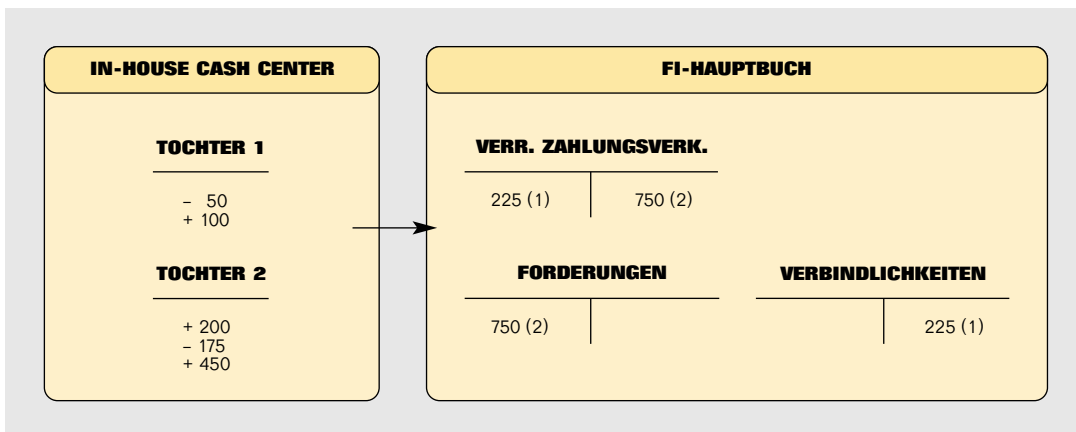 IN-HOUSE CASH CENTER
TOCHTER 1
– 50
+ 100
TOCHTER 2
+ 200
– 175
+ 450
FI-HAUPTBUCH
VERR. ZAHLUNGSVERK.
225 (1) 750 (2)
FORDERUNGEN
750 (2)
VERBINDLICHKEITEN
225 (1)